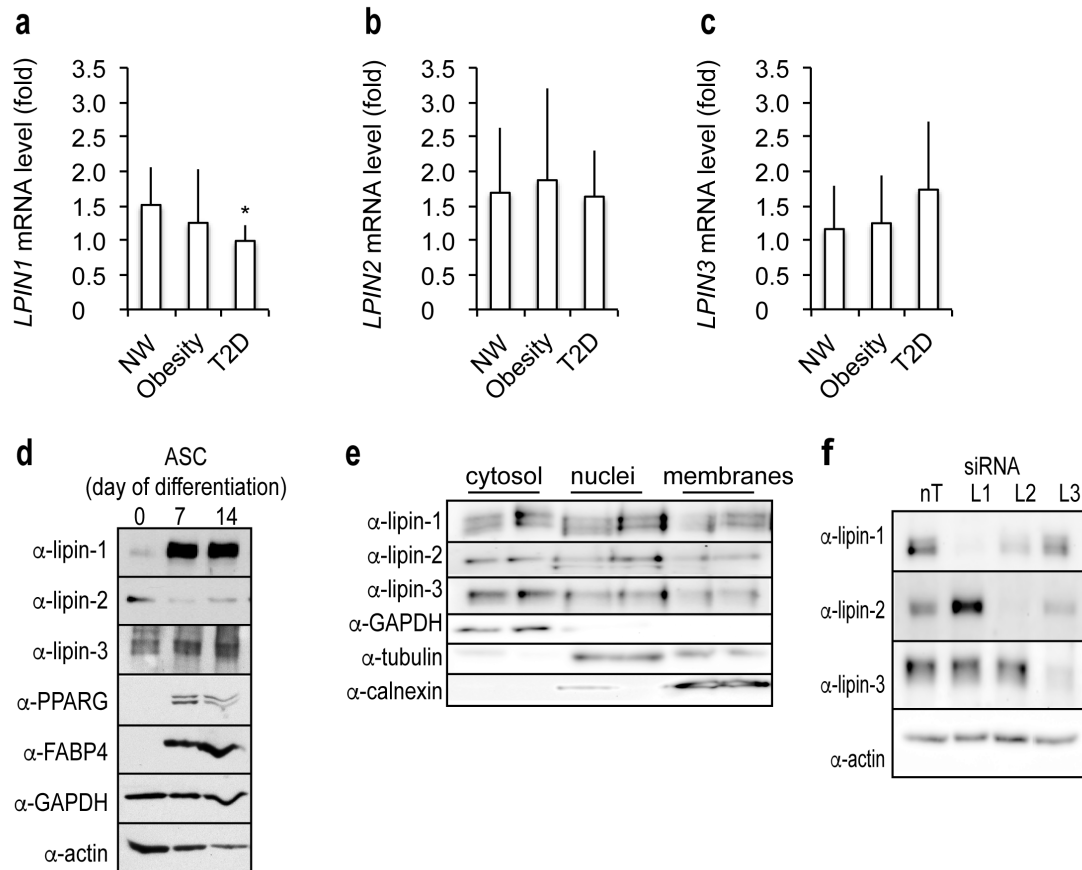 a
LPIN1 mRNA level (fold)
3.5
3.0
2.5
2.0
1.5
1.0
0.5
0
*
NW
Obesity
T2D
b
LPIN2 mRNA level (fold)
3.5
3.0
2.5
2.0
1.5
1.0
0.5
0
NW
Obesity
T2D
c
LPIN3 mRNA level (fold)
3.5
3.0
2.5
2.0
1.5
1.0
0.5
0
NW
Obesity
T2D
d
ASC
(day of differentiation)
0 7 14
α-lipin-1
α-lipin-2
α-lipin-3
α-PPARG
α-FABP4
α-GAPDH
α-actin
e
cytosol nuclei membranes
α-lipin-1
α-lipin-2
α-lipin-3
α-GAPDH
α-tubulin
α-calnexin
f
siRNA
nT L1 L2 L3
α-lipin-1
α-lipin-2
α-lipin-3
α-actin